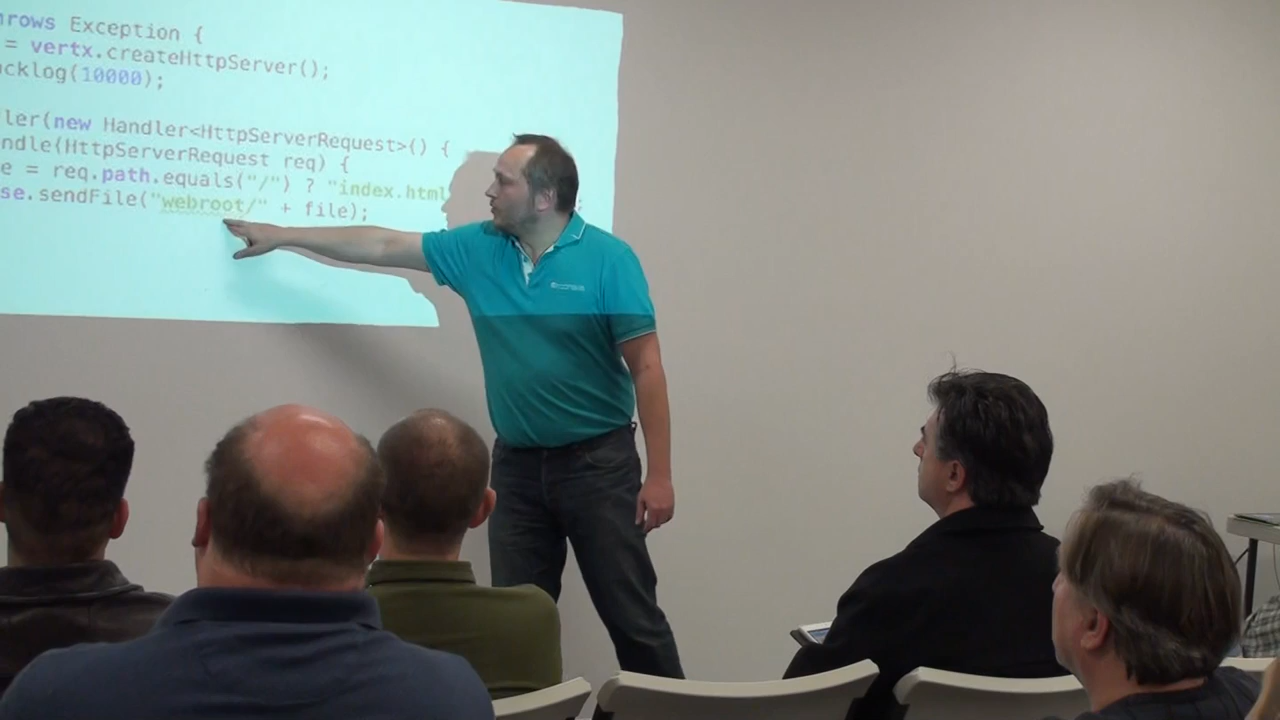 hrows Exception {
= vertx.createHttpServer();
cklog(10000);
ler(new Handler<HttpServerRequest>() {
ndle(HttpServerRequest req) {
e = req.path.equals("/") ? "index.html
se.sendFile("webroot/" + file);